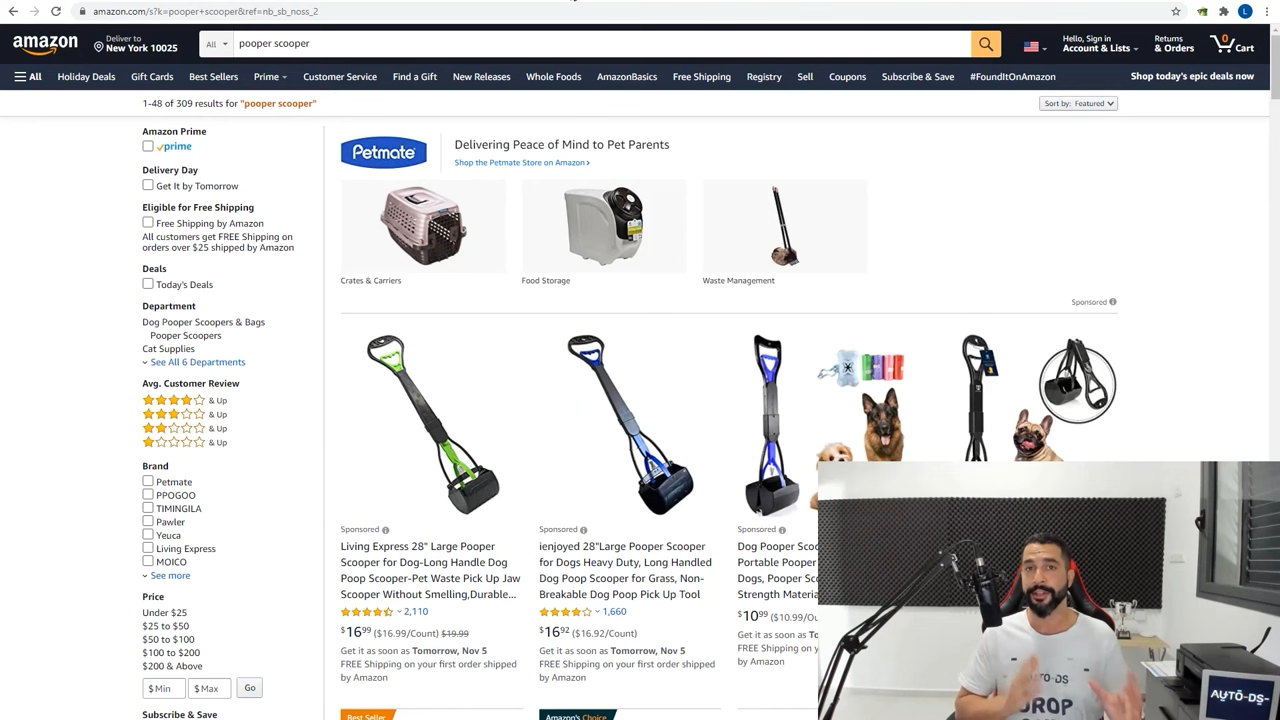 amazon.com/s?k=pooper+scooper&ref=nb_sb_noss_2
L
amazon
Deliver to
New York 10025
All
pooper scooper
Hello, Sign in
Account & Lists
Returns
& Orders
0
Cart
All
Holiday Deals
Gift Cards
Best Sellers
Prime
Customer Service
Find a Gift
New Releases
Whole Foods
AmazonBasics
Free Shipping
Registry
Sell
Coupons
Subscribe & Save
#FoundItOnAmazon
Shop today's epic deals now
1-48 of 309 results for "pooper scooper"
Sort by: Featured
Amazon Prime
prime
Delivery Day
Get It by Tomorrow
Eligible for Free Shipping
Free Shipping by Amazon
All customers get FREE Shipping on
orders over $25 shipped by Amazon
Deals
Today's Deals
Department
Dog Pooper Scoopers & Bags
Pooper Scoopers
Cat Supplies
See All 6 Departments
Avg. Customer Review
& Up
& Up
& Up
& Up
Brand
Petmate
PPOGOO
TIMINGILA
Pawler
Yeuca
Living Express
MOICO
See more
Price
Under $25
$25 to $50
$50 to $100
$100 to $200
$200 & Above
$ Min
$ Max
Go
Subscribe & Save
Petmate
Delivering Peace of Mind to Pet Parents
Shop the Petmate Store on Amazon ›
Crates & Carriers
Food Storage
Waste Management
Sponsored
Sponsored
Living Express 28" Large Pooper
Scooper for Dog-Long Handle Dog
Poop Scooper-Pet Waste Pick Up Jaw
Scooper Without Smelling,Durable...
2,110
$16 99 ($16.99/Count) $19.99
Get it as soon as Tomorrow, Nov 5
FREE Shipping on your first order shipped
by Amazon
Best Seller
Sponsored
ienjoyed 28"Large Pooper Scooper
for Dogs Heavy Duty, Long Handled
Dog Poop Scooper for Grass, Non-
Breakable Dog Poop Pick Up Tool
1,660
$16 92 ($16.92/Count)
Get it as soon as Tomorrow, Nov 5
FREE Shipping on your first order shipped
by Amazon
Amazon's Choice
Sponsored
Dog Pooper Sco
Portable Pooper
Dogs, Pooper Sc
Strength Materia
$10 99 ($10.99/Ou
Get it as soon as To
FREE Shipping on y
by Amazon
AUTO-DS
DROP
AUTO-DS-